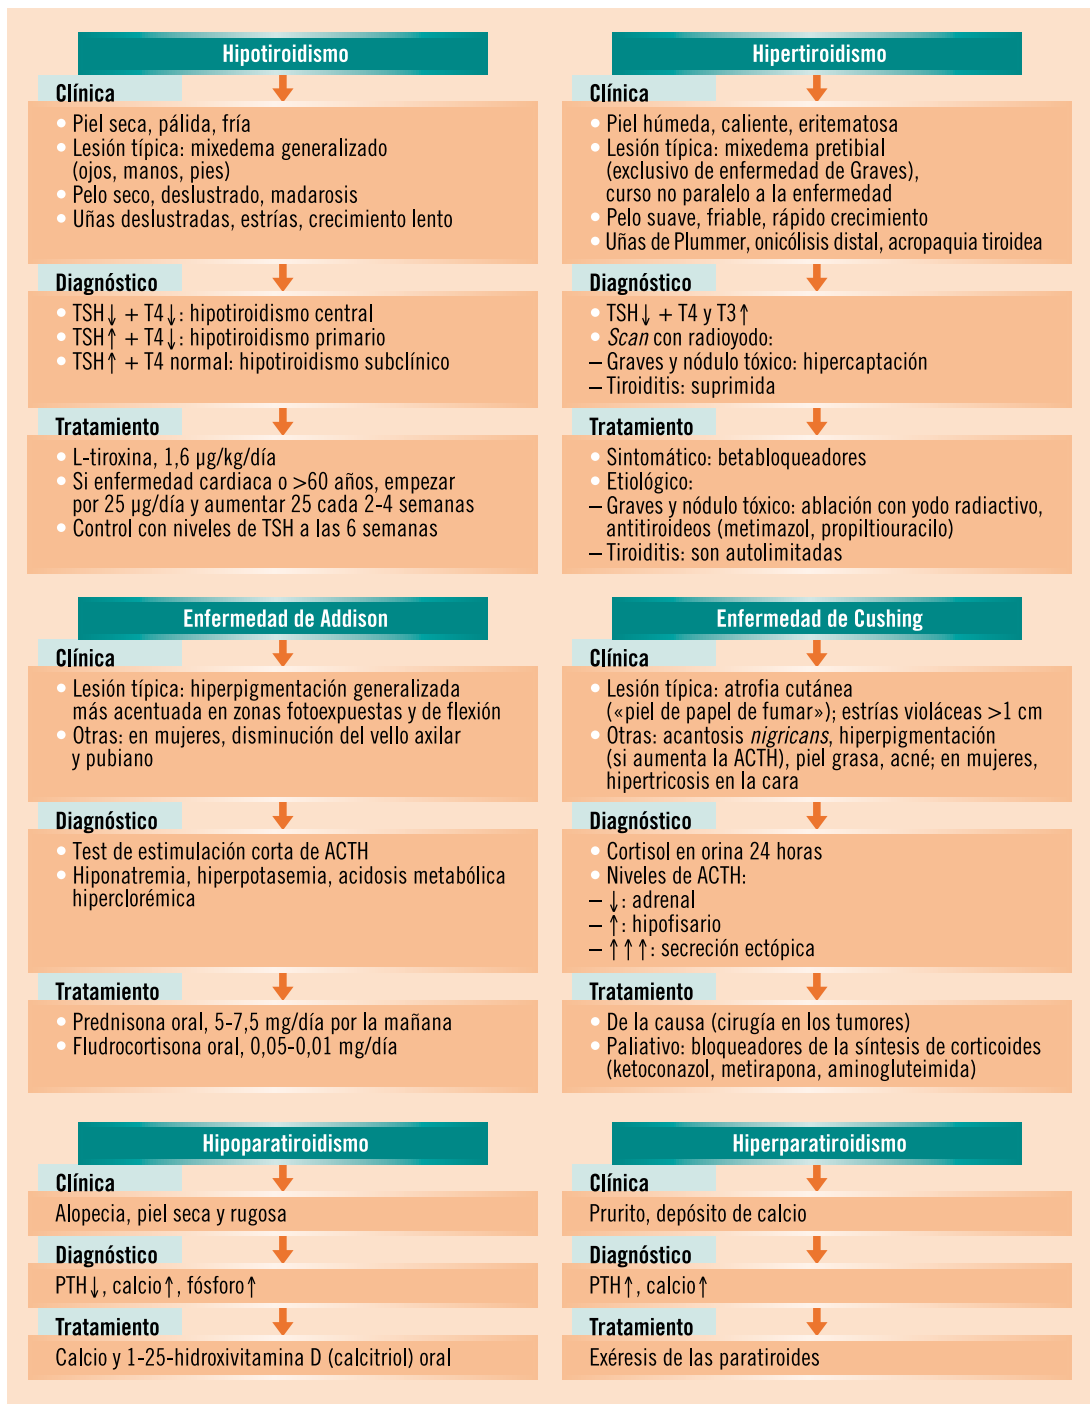 Hipotiroidismo
Clínica
• Piel seca, pálida, fría
• Lesión típica: mixedema generalizado
(ojos, manos, pies)
• Pelo seco, deslustrado, madarosis
• Uñas deslustradas, estrías, crecimiento lento
Diagnóstico
• TSH↓ + T4↓: hipotiroidismo central
• TSH↑ + T4↓: hipotiroidismo primario
• TSH↑ + T4 normal: hipotiroidismo subclínico
Tratamiento
• L-tiroxina, 1,6 µg/kg/día
• Si enfermedad cardiaca o >60 años, empezar
por 25 µg/día y aumentar 25 cada 2-4 semanas
• Control con niveles de TSH a las 6 semanas
Hipertiroidismo
Clínica
• Piel húmeda, caliente, eritematosa
• Lesión típica: mixedema pretibial
(exclusivo de enfermedad de Graves),
curso no paralelo a la enfermedad
• Pelo suave, friable, rápido crecimiento
• Uñas de Plummer, onicólisis distal, acropaquia tiroidea
Diagnóstico
• TSH↓ + T4 y T3↑
• Scan con radioyodo:
– Graves y nódulo tóxico: hipercaptación
– Tiroiditis: suprimida
Tratamiento
• Sintomático: betabloqueadores
• Etiológico:
– Graves y nódulo tóxico: ablación con yodo radiactivo,
antitiroideos (metimazol, propiltiouracilo)
– Tiroiditis: son autolimitadas
Enfermedad de Addison
Clínica
• Lesión típica: hiperpigmentación generalizada
más acentuada en zonas fotoexpuestas y de flexión
• Otras: en mujeres, disminución del vello axilar
y pubiano
Diagnóstico
• Test de estimulación corta de ACTH
• Hiponatremia, hiperpotasemia, acidosis metabólica
hiperclorémica
Tratamiento
• Prednisona oral, 5-7,5 mg/día por la mañana
• Fludrocortisona oral, 0,05-0,01 mg/día
Enfermedad de Cushing
Clínica
• Lesión típica: atrofia cutánea
(«piel de papel de fumar»); estrías violáceas >1 cm
• Otras: acantosis nigricans, hiperpigmentación
(si aumenta la ACTH), piel grasa, acné; en mujeres,
hipertricosis en la cara
Diagnóstico
• Cortisol en orina 24 horas
• Niveles de ACTH:
– ↓: adrenal
– ↑: hipofisario
– ↑↑↑: secreción ectópica
Tratamiento
• De la causa (cirugía en los tumores)
• Paliativo: bloqueadores de la síntesis de corticoides
(ketoconazol, metirapona, aminogluteimida)
Hipoparatiroidismo
Clínica
Alopecia, piel seca y rugosa
Diagnóstico
PTH↓, calcio↑, fósforo↑
Tratamiento
Calcio y 1-25-hidroxivitamina D (calcitriol) oral
Hiperparatiroidismo
Clínica
Prurito, depósito de calcio
Diagnóstico
PTH↑, calcio↑
Tratamiento
Exéresis de las paratiroides